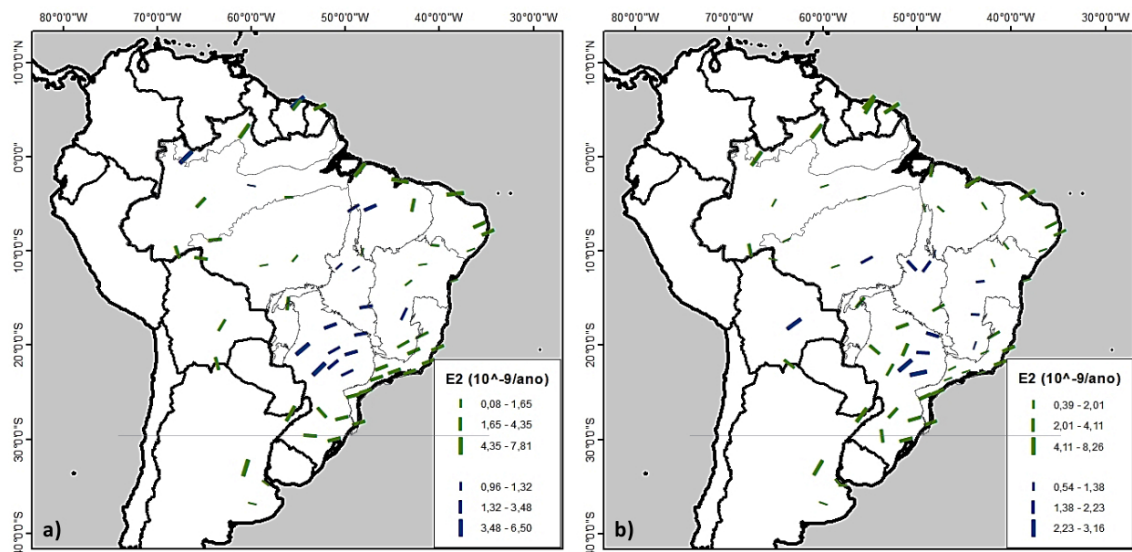 80°0'0"W 70°0'0"W 60°0'0"W 50°0'0"W 40°0'0"W 30°0'0"W
10°0'0"N
0°0'0"
10°0'0"S
20°0'0"S
30°0'0"S
40°0'0"S
E2 (10^-9/ano)
0,08 - 1,65
1,65 - 4,35
4,35 - 7,81
0,96 - 1,32
1,32 - 3,48
3,48 - 6,50
a)
80°0'0"W 70°0'0"W 60°0'0"W 50°0'0"W 40°0'0"W 30°0'0"W
10°0'0"N
0°0'0"
10°0'0"S
20°0'0"S
30°0'0"S
40°0'0"S
E2 (10^-9/ano)
0,39 - 2,01
2,01 - 4,11
4,11 - 8,26
0,54 - 1,38
1,38 - 2,23
2,23 - 3,16
b)